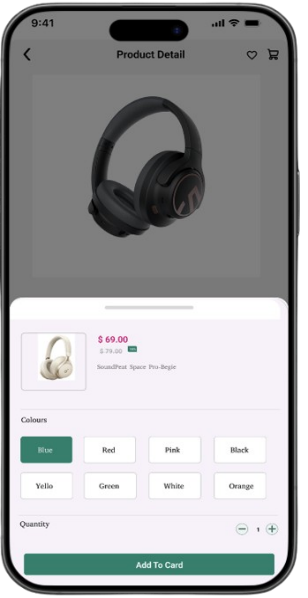 9:41
Product Detail
$ 69.00
$ 79.00
SoundPeat Space Pro-Begie
Colours
Blue Red Pink Black
Yello Green White Orange
Quantity
1
Add To Card